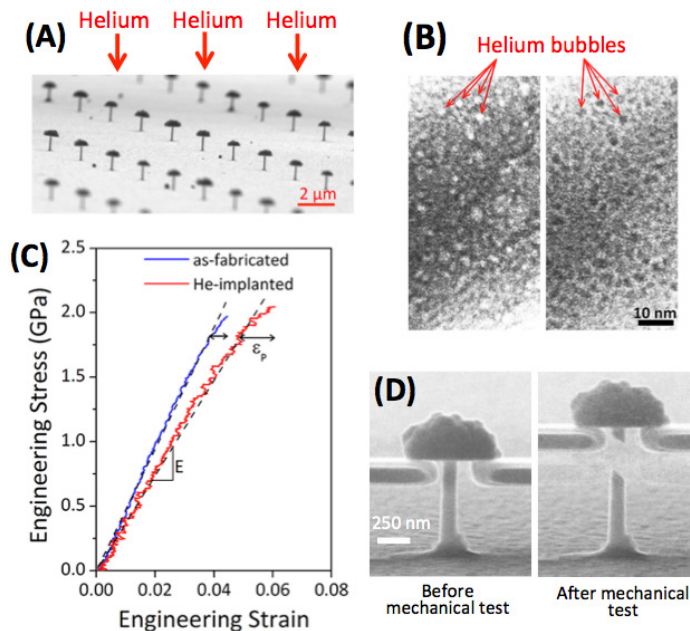 (A)
Helium Helium Helium
2 µm
(B)
Helium bubbles
10 nm
(C)
2.5
2.0
1.5
1.0
0.5
0.0
Engineering Stress (GPa)
as-fabricated
He-implanted
εP
E
0.00 0.02 0.04 0.06 0.08
Engineering Strain
(D)
250 nm
Before
mechanical test
After mechanical
test